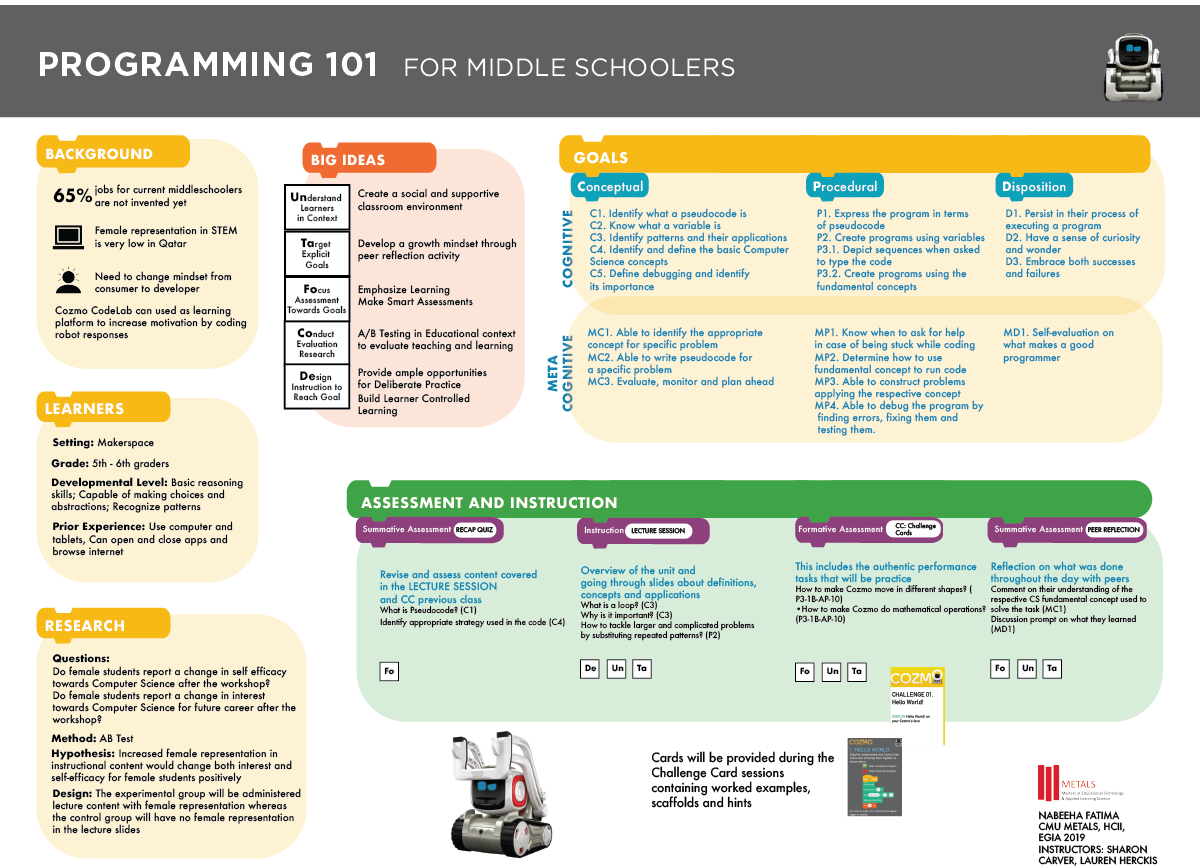 PROGRAMMING 101 FOR MIDDLE SCHOOLERS
BACKGROUND
65% jobs for current middleschoolers
are not invented yet
Female representation in STEM
is very low in Qatar
Need to change mindset from
consumer to developer
Cozmo CodeLab can used as learning
platform to increase motivation by coding
robot responses
LEARNERS
Setting: Makerspace
Grade: 5th - 6th graders
Developmental Level: Basic reasoning
skills; Capable of making choices and
abstractions; Recognize patterns
Prior Experience: Use computer and
tablets, Can open and close apps and
browse internet
RESEARCH
Questions:
Do female students report a change in self efficacy
towards Computer Science after the workshop?
Do female students report a change in interest
towards Computer Science for future career after the
workshop?
Method: AB Test
Hypothesis: Increased female representation in
instructional content would change both interest and
self-efficacy for female students positively
Design: The experimental group will be administered
lecture content with female representation whereas
the control group will have no female representation
in the lecture slides
BIG IDEAS
Understand
Learners
in Context
Create a social and supportive
classroom environment
Target
Explicit
Goals
Develop a growth mindset through
peer reflection activity
Focus
Assessment
Towards Goals
Emphasize Learning
Make Smart Assessments
Conduct
Evaluation
Research
A/B Testing in Educational context
to evaluate teaching and learning
Design
Instruction to
Reach Goal
Provide ample opportunities
for Deliberate Practice
Build Learner Controlled
Learning
GOALS
Conceptual
Procedural
Disposition
COGNITIVE
C1. Identify what a pseudocode is
C2. Know what a variable is
C3. Identify patterns and their applications
C4. Identify and define the basic Computer
Science concepts
C5. Define debugging and identify
its importance
P1. Express the program in terms
of pseudocode
P2. Create programs using variables
P3.1. Depict sequences when asked
to type the code
P3.2. Create programs using the
fundamental concepts
D1. Persist in their process of
executing a program
D2. Have a sense of curiosity
and wonder
D3. Embrace both successes
and failures
META
COGNITIVE
MC1. Able to identify the appropriate
concept for specific problem
MC2. Able to write pseudocode for
a specific problem
MC3. Evaluate, monitor and plan ahead
MP1. Know when to ask for help
in case of being stuck while coding
MP2. Determine how to use
fundamental concept to run code
MP3. Able to construct problems
applying the respective concept
MP4. Able to debug the program by
finding errors, fixing them and
testing them.
MD1. Self-evaluation on
what makes a good
programmer
ASSESSMENT AND INSTRUCTION
Summative Assessment RECAP QUIZ
Revise and assess content covered
in the LECTURE SESSION
and CC previous class
What is Pseudocode? (C1)
Identify appropriate strategy used in the code (C4)
Fo
Instruction LECTURE SESSION
Overview of the unit and
going through slides about definitions,
concepts and applications
What is a loop? (C3)
Why is it important? (C3)
How to tackle larger and complicated problems
by substituting repeated patterns? (P2)
De Un Ta
Formative Assessment CC: Challenge
Cards
This includes the authentic performance
tasks that will be practice
How to make Cozmo move in different shapes? (
P3-1B-AP-10)
•How to make Cozmo do mathematical operations?
(P3-1B-AP-10)
Fo Un Ta
Summative Assessment PEER REFLECTION
Reflection on what was done
throughout the day with peers
Comment on their understanding of the
respective CS fundamental concept used to
solve the task (MC1)
Discussion prompt on what they learned
(MD1)
Fo Un Ta
COZMO
CHALLENGE 01.
Hello World!
DISPLAY Hello World! on
your Cozmo's face
Cards will be provided during the
Challenge Card sessions
containing worked examples,
scaffolds and hints
COZMO
1. HELLO WORLD
METALS
Masters of Educational Technology
& Applied Learning Science
NABEEHA FATIMA
CMU METALS, HCII,
EGIA 2019
INSTRUCTORS: SHARON
CARVER, LAUREN HERCKIS